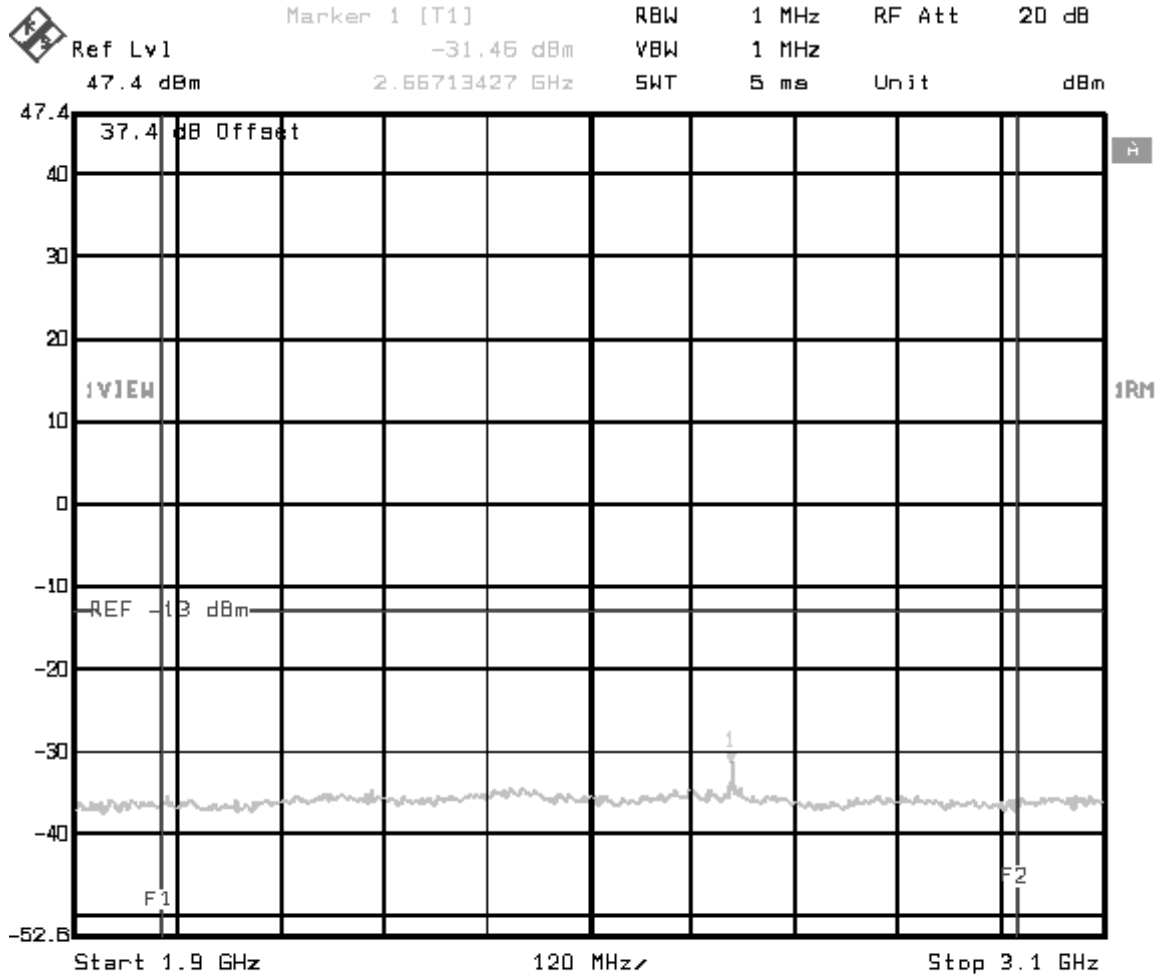 Marker 1 [T1] RBW 1 MHz RF Att 20 dB
Ref Lvl -31.46 dBm VBW 1 MHz
47.4 dBm 2.66713427 GHz SWT 5 ms Unit dBm
47.4
37.4 dB Offset
A
40
30
20
1VIEW
1RM
10
0
-10
REF -13 dBm
-20
1
-30
-40
F1
F2
-52.6
Start 1.9 GHz 120 MHz/ Stop 3.1 GHz